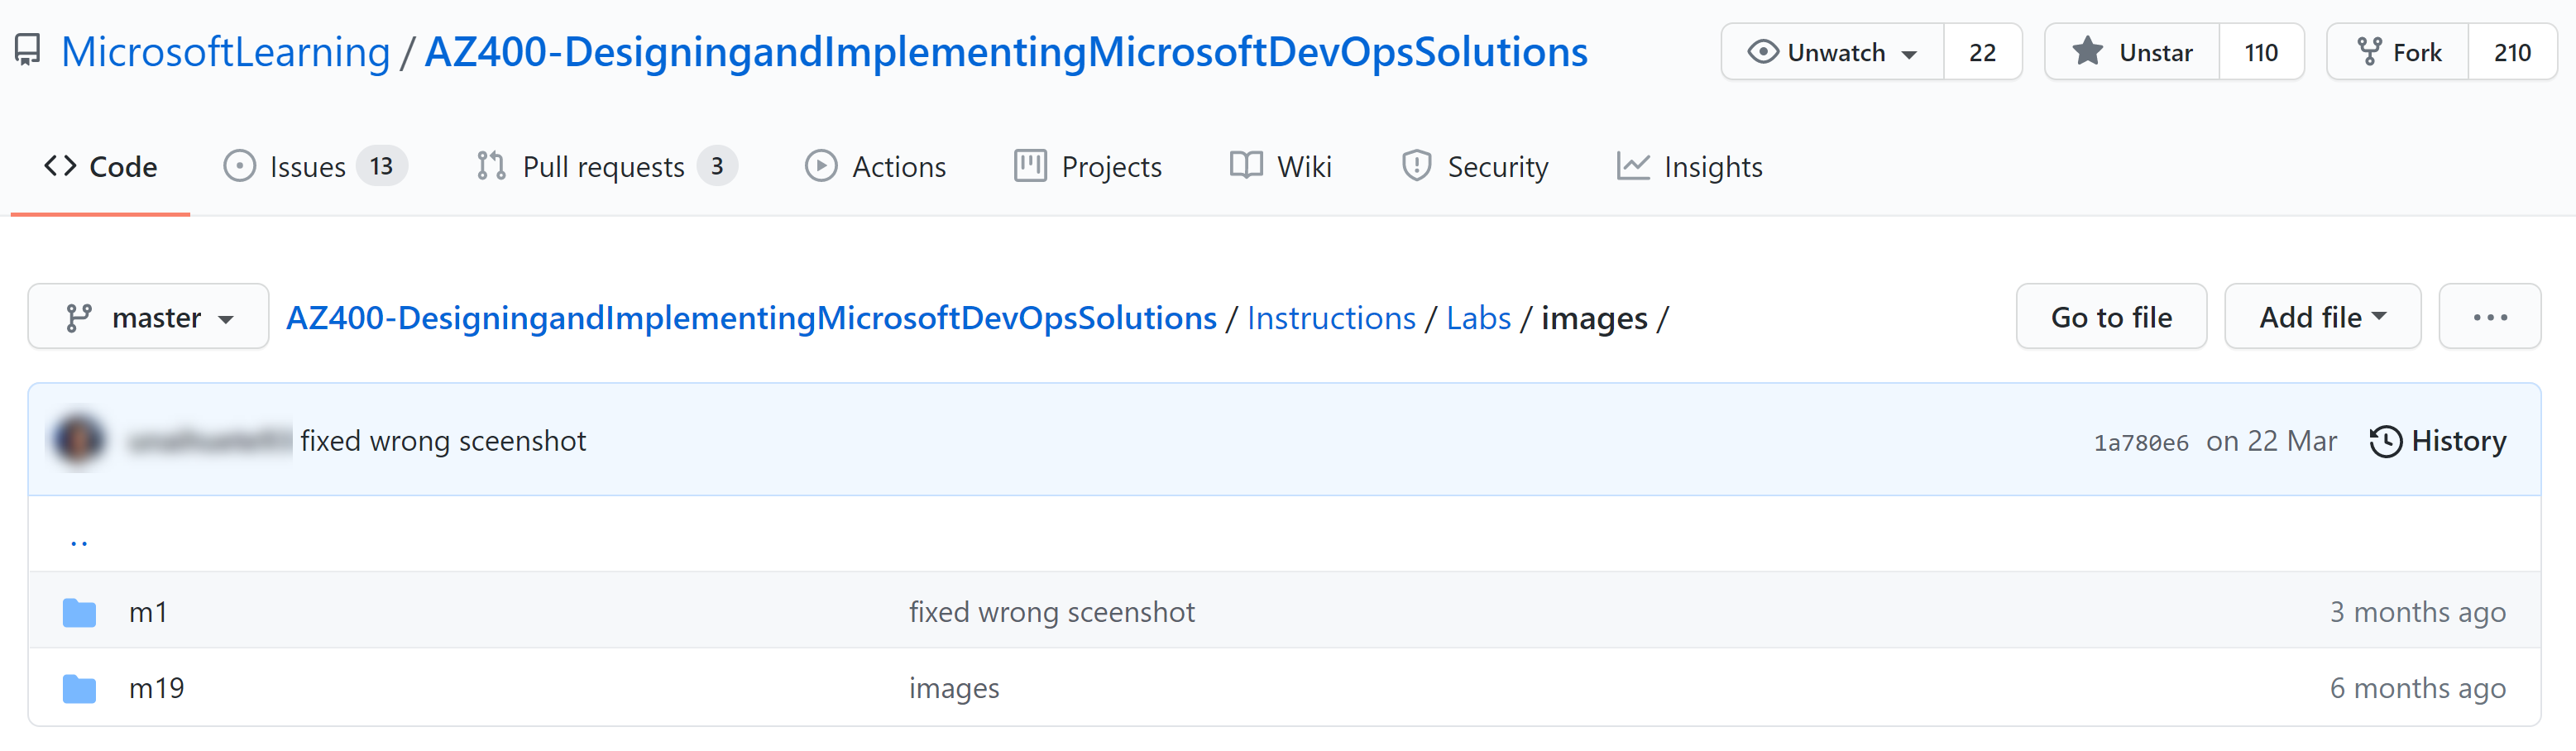 MicrosoftLearning / AZ400-DesigningandImplementingMicrosoftDevOpsSolutions Unwatch 22 Unstar 110 Fork 210
Code Issues 13 Pull requests 3 Actions Projects Wiki Security Insights
master AZ400-DesigningandImplementingMicrosoftDevOpsSolutions / Instructions / Labs / images / Go to file Add file ...
fixed wrong sceenshot 1a780e6 on 22 Mar History
..
m1 fixed wrong sceenshot 3 months ago
m19 images 6 months ago